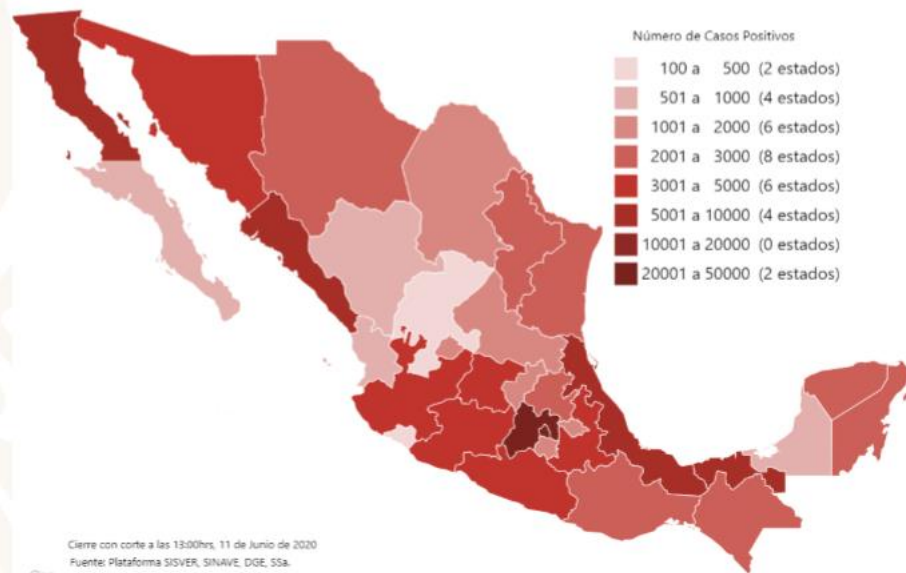 Número de Casos Positivos
100 a 500 (2 estados)
501 a 1000 (4 estados)
1001 a 2000 (6 estados)
2001 a 3000 (8 estados)
3001 a 5000 (6 estados)
5001 a 10000 (4 estados)
10001 a 20000 (0 estados)
20001 a 50000 (2 estados)
Cierre con corte a las 13:00hrs, 11 de Junio de 2020
Fuente: Plataforma SISVER, SINAVE, DGE, SSa.